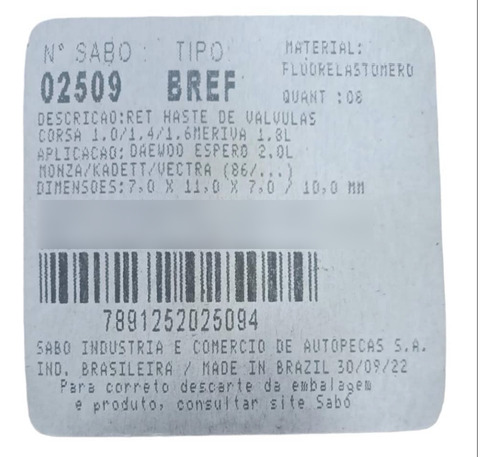 N° SABO : TIPO MATERIAL:
FLUORELASTOMERO
02509 BREF QUANT :08
DESCRICAO:RET HASTE DE VALVULAS
CORSA 1.0/1.4/1.6MERIVA 1.8L
APLICACAO:DAEWOO ESPERO 2.0L
MONZA/KADETT/VECTRA (86/...)
DIMENSOES:7,0 X 11,0 X 7,0 / 10,0 MM
7891252025094
SABO INDUSTRIA E COMERCIO DE AUTOPECAS S.A.
IND. BRASILEIRA / MADE IN BRAZIL 30/09/22
Para correto descarte da embalagem
e produto, consultar site Sabó